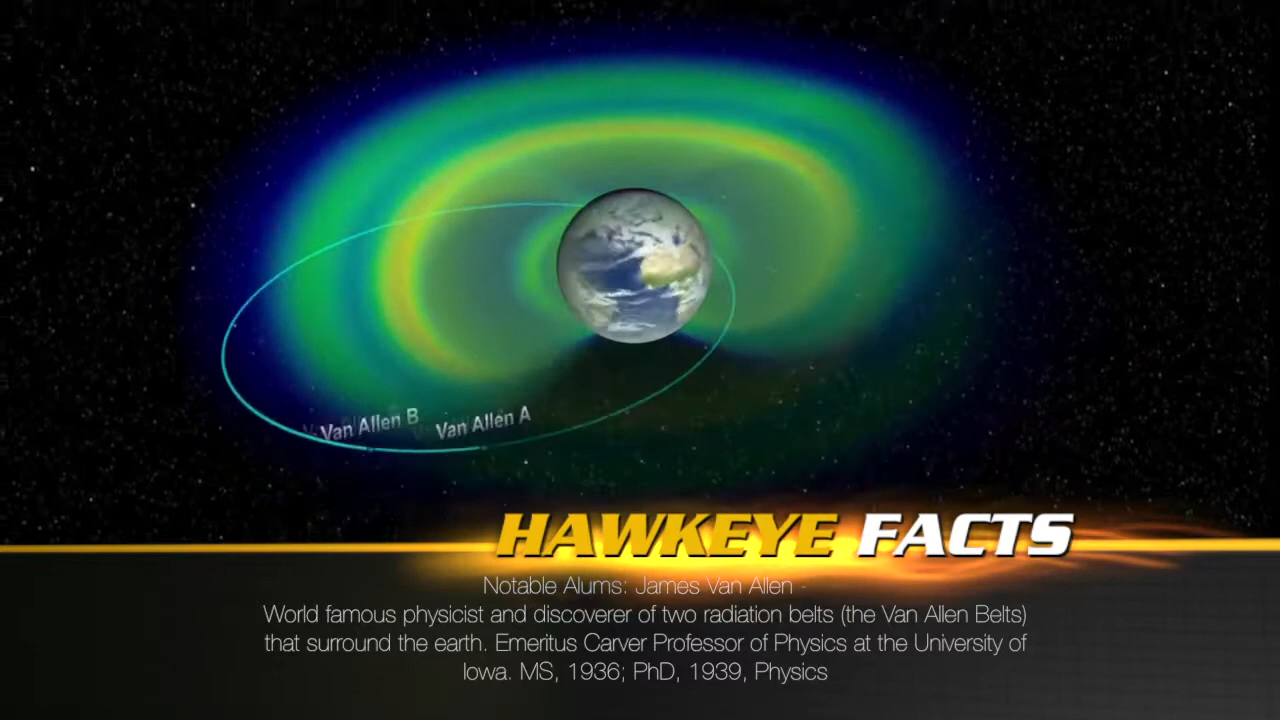 Van Allen B
Van Allen A
HAWKEYE FACTS
Notable Alums: James Van Allen -
World famous physicist and discoverer of two radiation belts (the Van Allen Belts)
that surround the earth. Emeritus Carver Professor of Physics at the University of
Iowa. MS, 1936; PhD, 1939, Physics